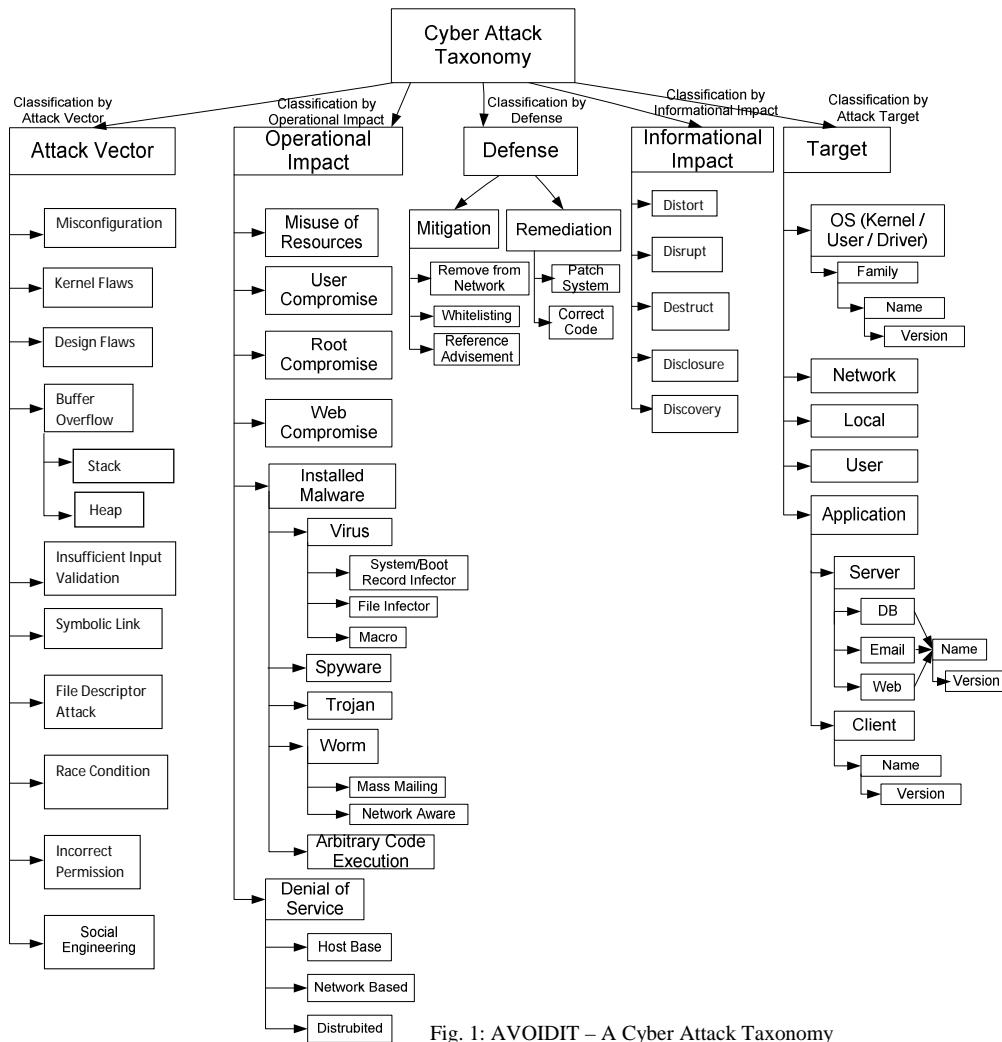 Cyber Attack
Taxonomy
Classification by
Attack Vector
Classification by
Operational Impact
Classification by
Defense
Classification by
Informational Impact
Classification by
Attack Target
Attack Vector
Misconfiguration
Kernel Flaws
Design Flaws
Buffer
Overflow
Stack
Heap
Insufficient Input
Validation
Symbolic Link
File Descriptor
Attack
Race Condition
Incorrect
Permission
Social
Engineering
Operational
Impact
Misuse of
Resources
User
Compromise
Root
Compromise
Web
Compromise
Installed
Malware
Virus
System/Boot
Record Infector
File Infector
Macro
Spyware
Trojan
Worm
Mass Mailing
Network Aware
Arbitrary Code
Execution
Denial of
Service
Host Base
Network Based
Distrubited
Defense
Mitigation
Remove from
Network
Whitelisting
Reference
Advisement
Remediation
Patch
System
Correct
Code
Informational
Impact
Distort
Disrupt
Destruct
Disclosure
Discovery
Target
OS (Kernel /
User / Driver)
Family
Name
Version
Network
Local
User
Application
Server
DB
Email
Web
Name
Version
Client
Name
Version
Fig. 1: AVOIDIT – A Cyber Attack Taxonomy